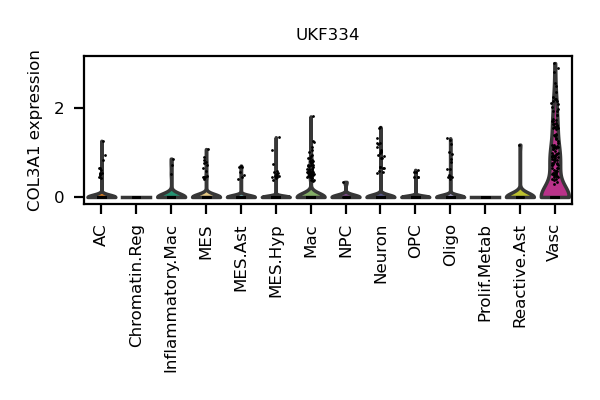 UKF334
COL3A1 expression
2
0
AC
Chromatin.Reg
Inflammatory.Mac
MES
MES.Ast
MES.Hyp
Mac
NPC
Neuron
OPC
Oligo
Prolif.Metab
Reactive.Ast
Vasc